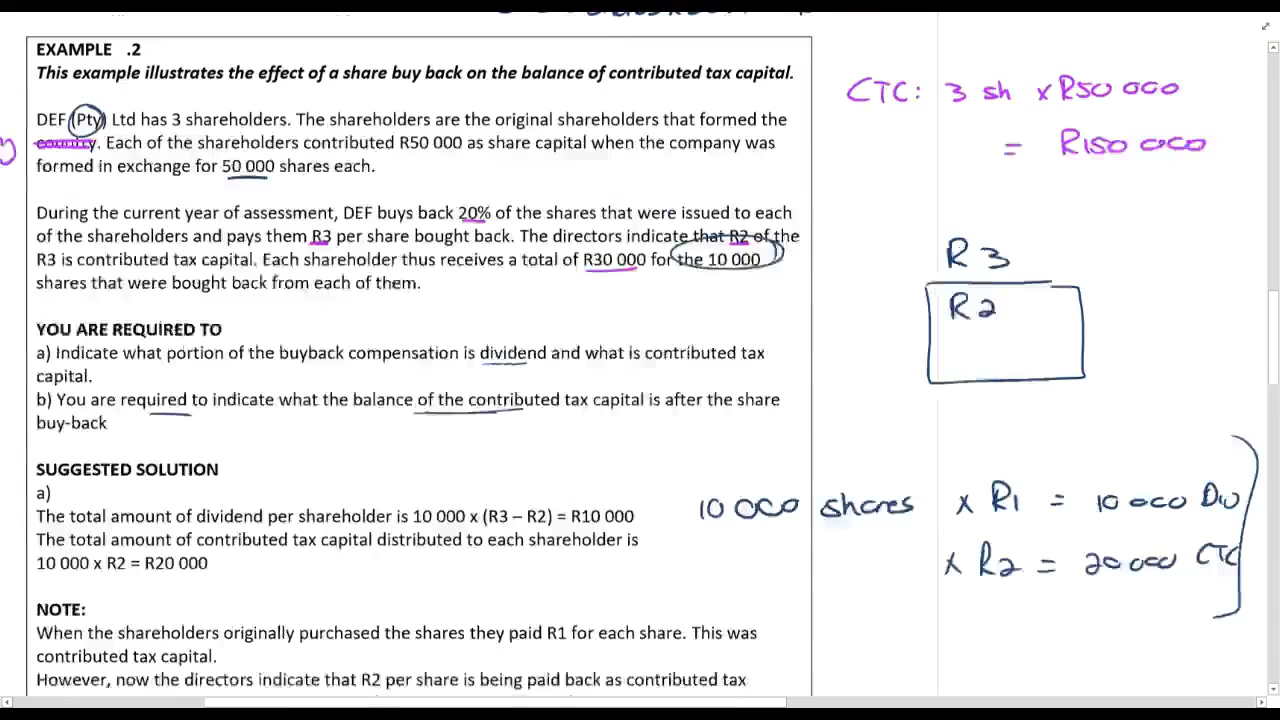 EXAMPLE .2
This example illustrates the effect of a share buy back on the balance of contributed tax capital.
DEF (Pty) Ltd has 3 shareholders. The shareholders are the original shareholders that formed the
country. Each of the shareholders contributed R50 000 as share capital when the company was
formed in exchange for 50 000 shares each.
During the current year of assessment, DEF buys back 20% of the shares that were issued to each
of the shareholders and pays them R3 per share bought back. The directors indicate that R2 of the
R3 is contributed tax capital. Each shareholder thus receives a total of R30 000 for the 10 000
shares that were bought back from each of them.
YOU ARE REQUIRED TO
a) Indicate what portion of the buyback compensation is dividend and what is contributed tax
capital.
b) You are required to indicate what the balance of the contributed tax capital is after the share
buy-back
SUGGESTED SOLUTION
a)
The total amount of dividend per shareholder is 10 000 x (R3 – R2) = R10 000
The total amount of contributed tax capital distributed to each shareholder is
10 000 x R2 = R20 000
NOTE:
When the shareholders originally purchased the shares they paid R1 for each share. This was
contributed tax capital.
However, now the directors indicate that R2 per share is being paid back as contributed tax
CTC: 3 sh x R50 000
= R150 000
R3
R2
10 000 shares x R1 = 10 000 Div
x R2 = 20 000 CTC